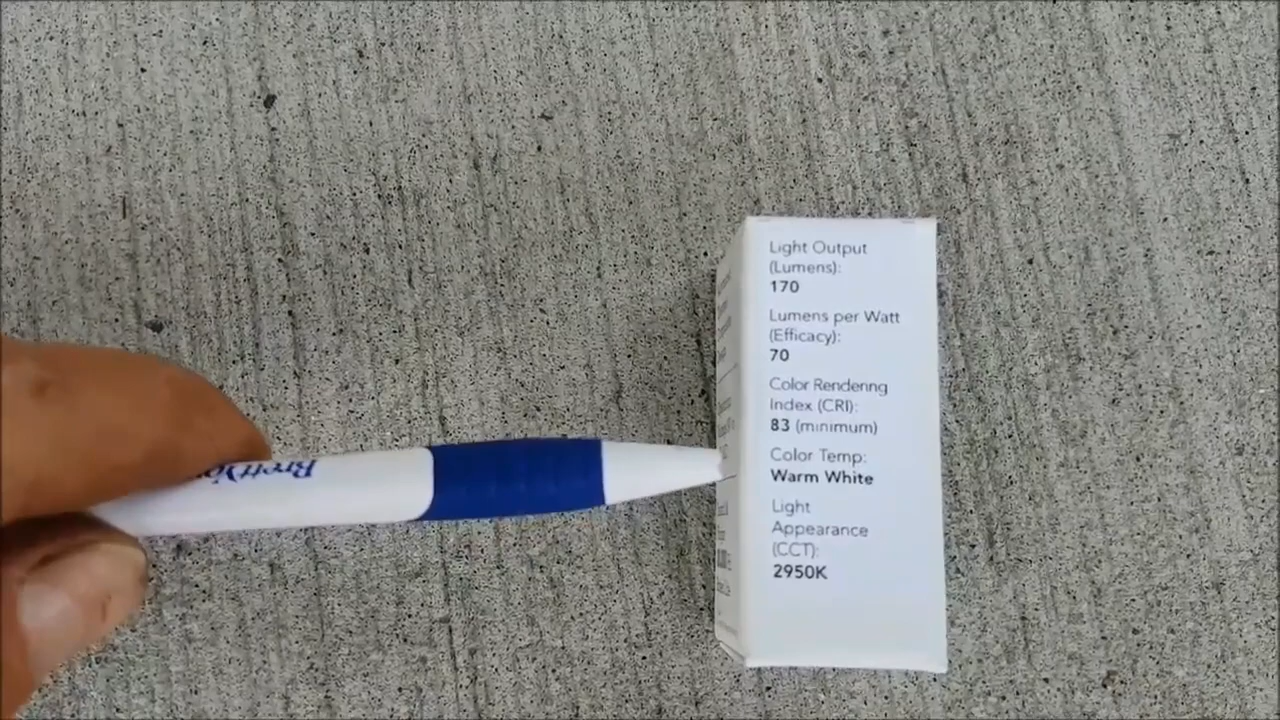 Light Output
(Lumens):
170
Lumens per Watt
(Efficacy):
70
Color Rendering
Index (CRI):
83 (minimum)
Color Temp:
Warm White
Light
Appearance
(CCT):
2950K